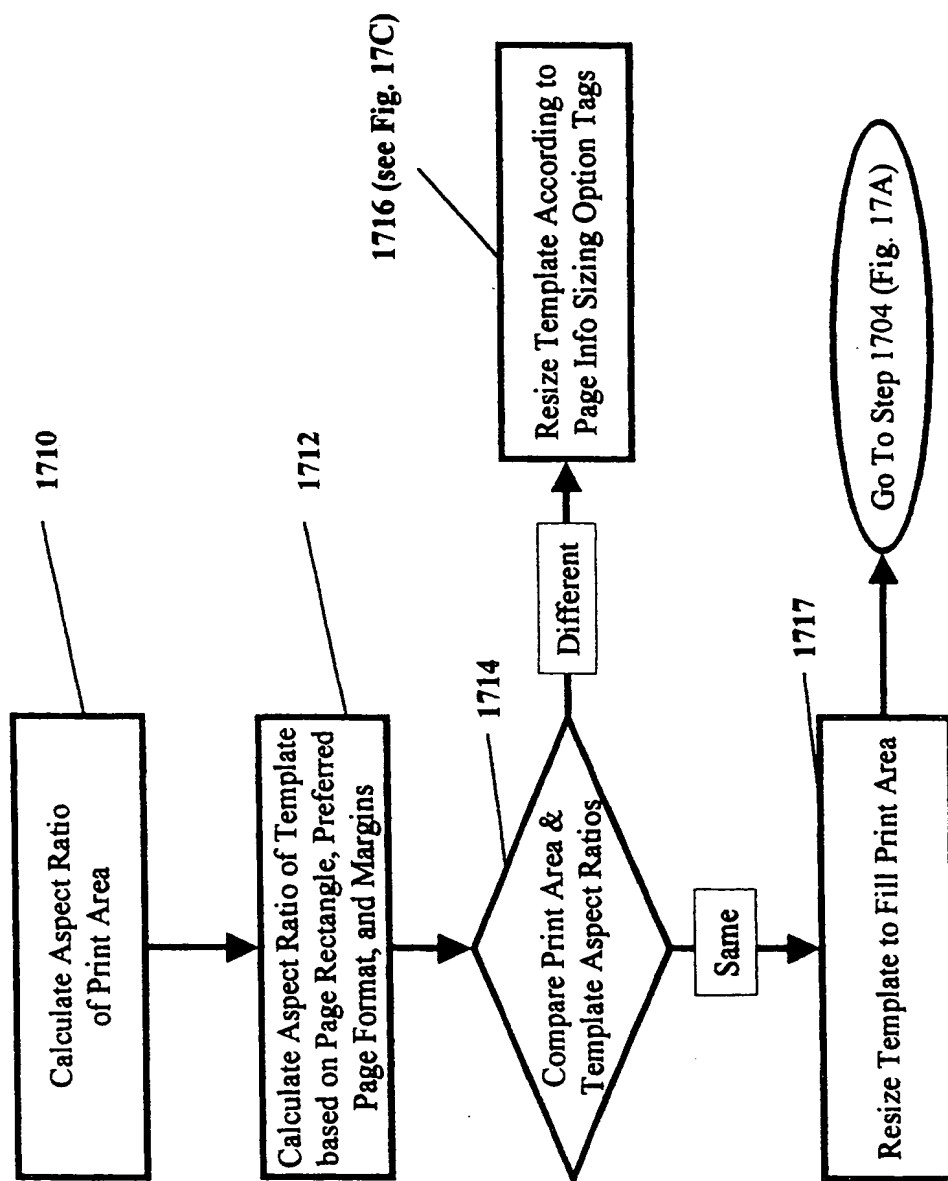 Calculate Aspect Ratio
of Print Area
1710
Calculate Aspect Ratio of Template
based on Page Rectangle, Preferred
Page Format, and Margins
1712
Compare Print Area &
Template Aspect Ratios
1714
Different
Resize Template According to
Page Info Sizing Option Tags
1716 (see Fig. 17C)
Same
Resize Template to Fill Print Area
1717
Go To Step 1704 (Fig. 17A)